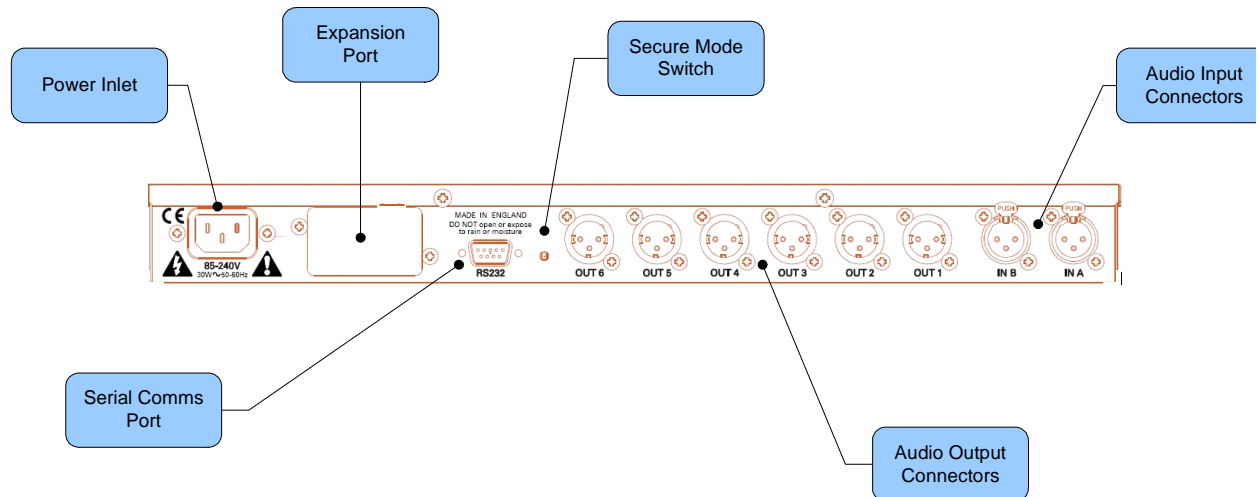 Expansion
Port
Secure Mode
Switch
Power Inlet
Audio Input
Connectors
CE
MADE IN ENGLAND
DO NOT open or expose
to rain or moisture
PUSH
PUSH
85-240V
30W~50-60Hz
RS232
OUT 6
OUT 5
OUT 4
OUT 3
OUT 2
OUT 1
IN B
IN A
Serial Comms
Port
Audio Output
Connectors